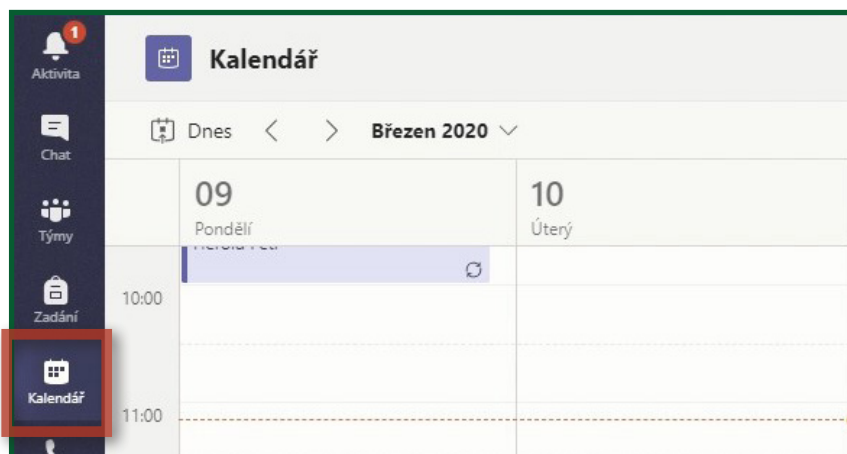 1
Aktivita
Chat
Týmy
Zadání
Kalendář
Kalendář
Dnes
Březen 2020
09
Pondělí
10
Úterý
10:00
11:00